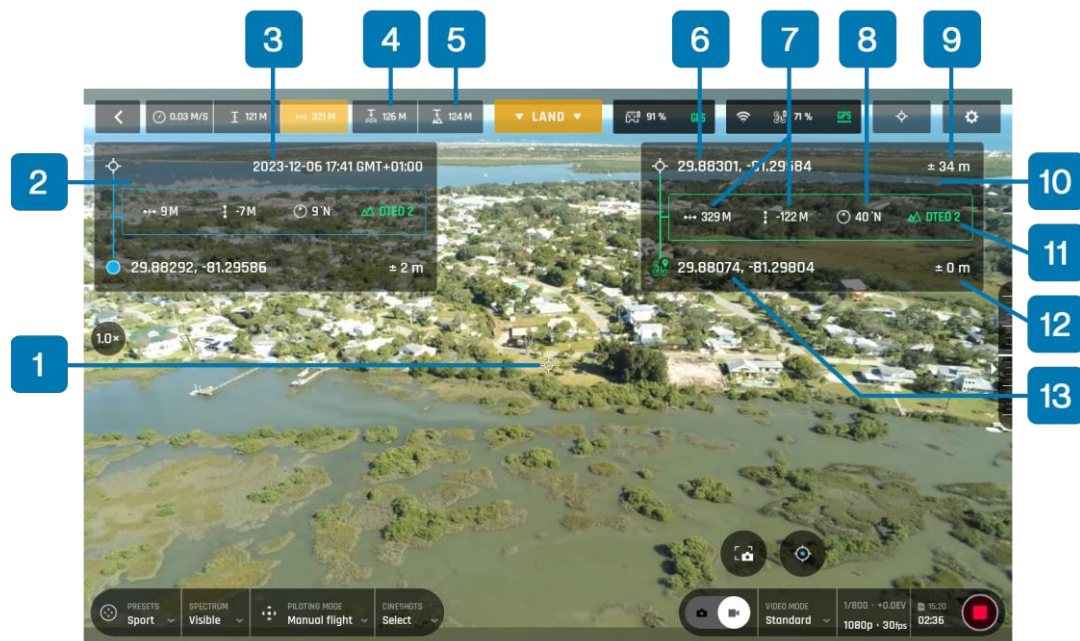 3
4
5
6
7
8
9
0.03 M/S
121 M
321 M
126 M
124 M
LAND
91 %
GPS
71 %
GPS
2
2023-12-06 17:41 GMT+01:00
9 M
-7 M
9°N
DTED 2
29.88292, -81.29586
± 2 m
29.88301, -81.29584
± 34 m
10
329 M
-122 M
40°N
DTED 2
11
29.88074, -81.29804
± 0 m
12
1.0×
1
13
PRESETS
Sport
SPECTRUM
Visible
PILOTING MODE
Manual flight
CINESHOTS
Select
VIDEO MODE
Standard
1/800 · +0.0EV
1080p · 30fps
15:20
02:36